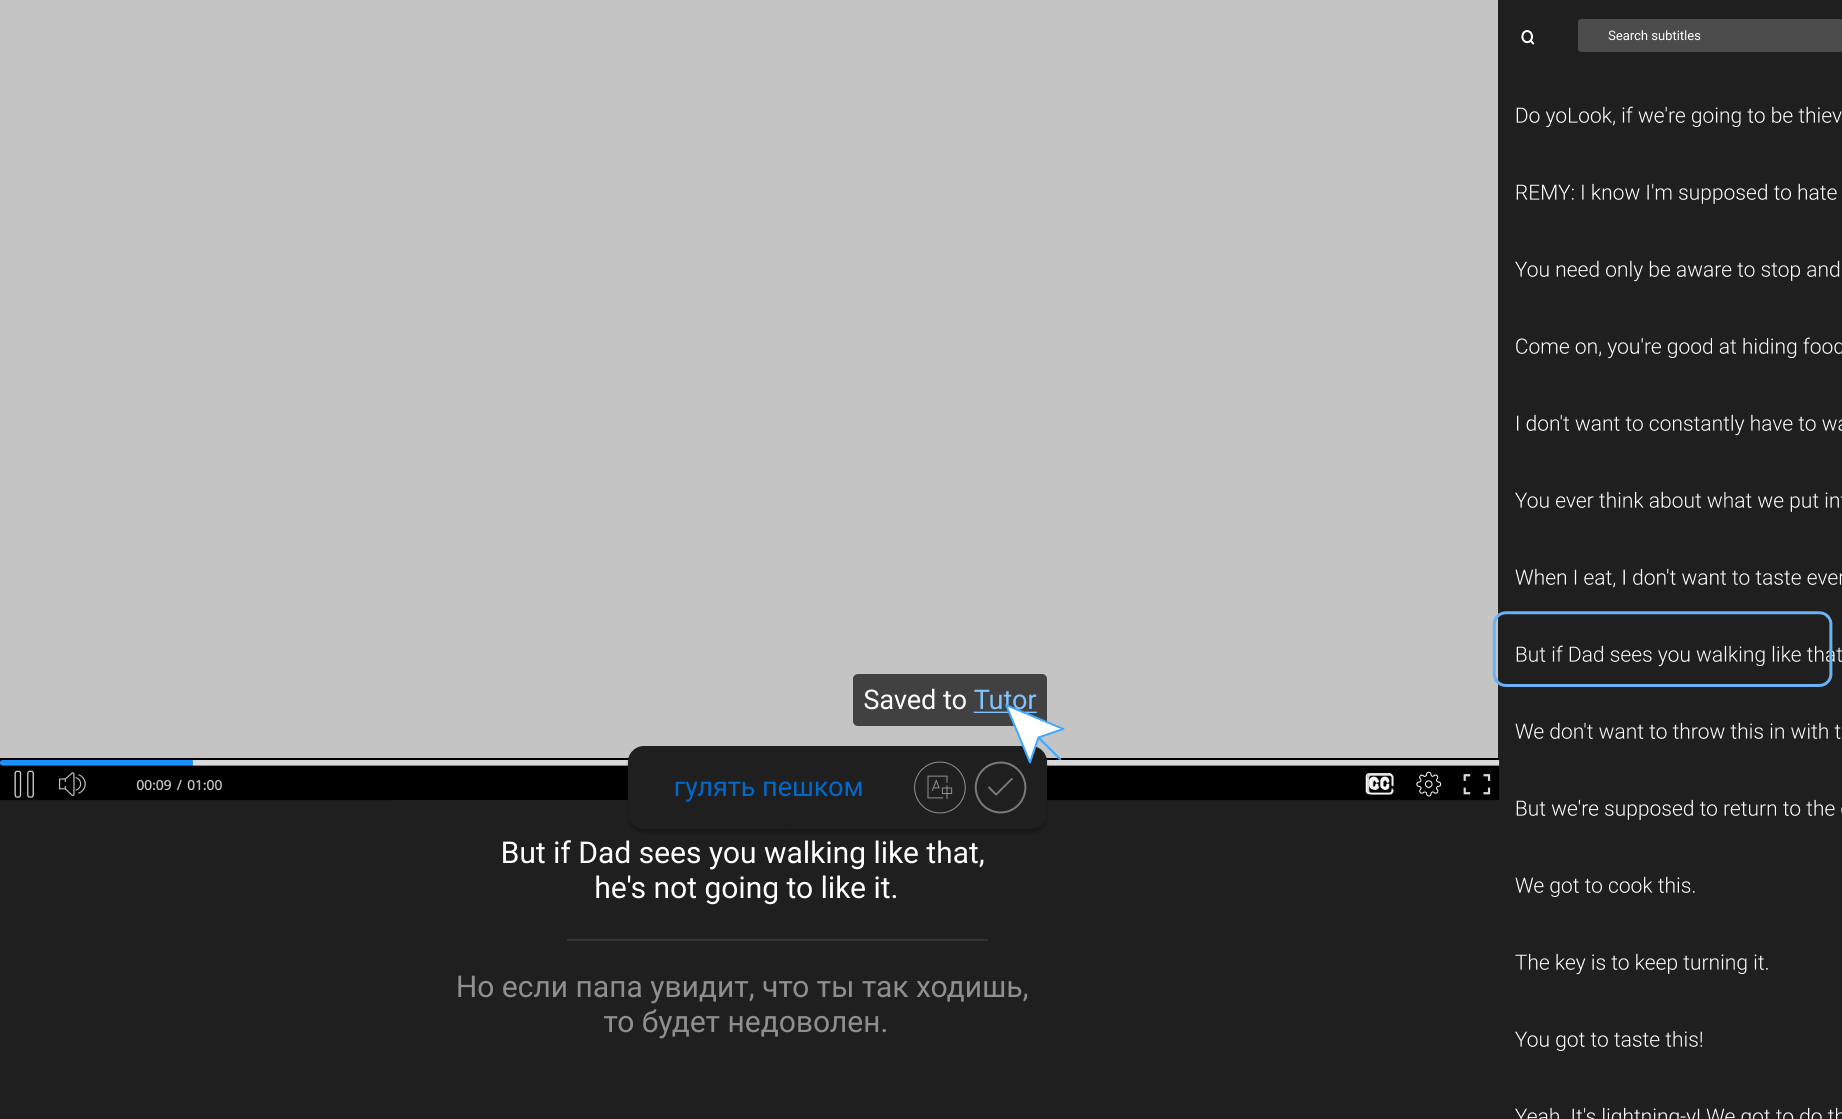 Search subtitles
Do yoLook, if we're going to be thiev
REMY: I know I'm supposed to hate
You need only be aware to stop and
Come on, you're good at hiding food
I don't want to constantly have to wa
You ever think about what we put in
When I eat, I don't want to taste ever
But if Dad sees you walking like that
We don't want to throw this in with t
But we're supposed to return to the
We got to cook this.
The key is to keep turning it.
You got to taste this!
Yeah. It's lightning-y! We got to do th
Saved to Tutor
00:09 / 01:00
гулять пешком
CC
But if Dad sees you walking like that,
he's not going to like it.
Но если папа увидит, что ты так ходишь,
то будет недоволен.